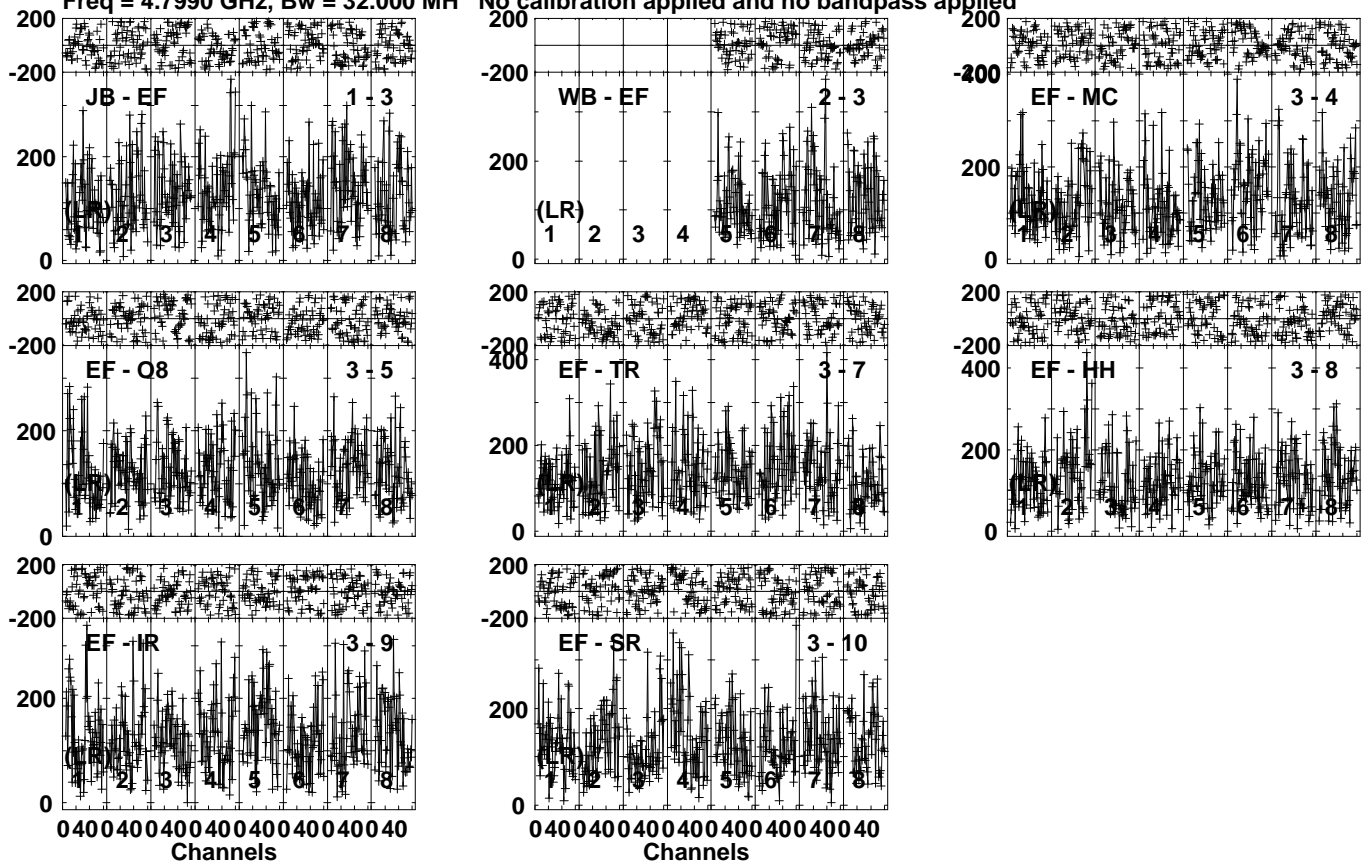 Freq = 4.7990 GHz, Bw = 32.000 MH No calibration applied and no bandpass applied
200
-200
JB - EF 1 - 3
200
(LR)
1 2 3 4 5 6 7 8
0
200
-200
WB - EF 2 - 3
200
(LR)
1 2 3 4 5 6 7 8
0
200
-200
400
EF - MC 3 - 4
200
(LR)
1 2 3 4 5 6 7 8
0
200
-200
EF - O8 3 - 5
200
(LR)
1 2 3 4 5 6 7 8
0
200
-200
400
EF - TR 3 - 7
200
(LR)
1 2 3 4 5 6 7 8
0
200
-200
400
EF - HH 3 - 8
200
(LR)
1 2 3 4 5 6 7 8
0
200
-200
EF - IR 3 - 9
200
(LR)
1 2 3 4 5 6 7 8
0
0 40 0 40 0 40 0 40 0 40 0 40 0 40 0 40
Channels
200
-200
EF - SR 3 - 10
200
(LR)
1 2 3 4 5 6 7 8
0
0 40 0 40 0 40 0 40 0 40 0 40 0 40 0 40
Channels